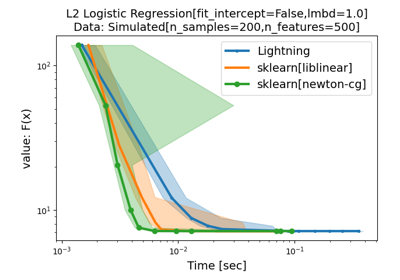 L2 Logistic Regression[fit_intercept=False,lmbd=1.0]
Data: Simulated[n_samples=200,n_features=500]
Lightning
sklearn[liblinear]
sklearn[newton-cg]
value: F(x)
10²
10¹
10⁻³
10⁻²
10⁻¹
Time [sec]